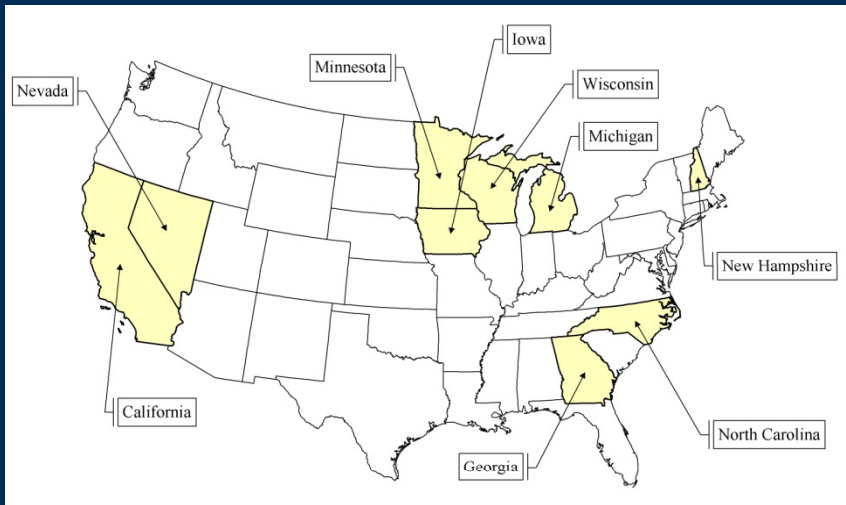 Iowa
Minnesota
Wisconsin
Nevada
Michigan
New Hampshire
California
North Carolina
Georgia